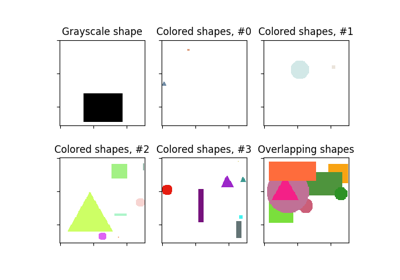 Grayscale shape
Colored shapes, #0
Colored shapes, #1
Colored shapes, #2
Colored shapes, #3
Overlapping shapes